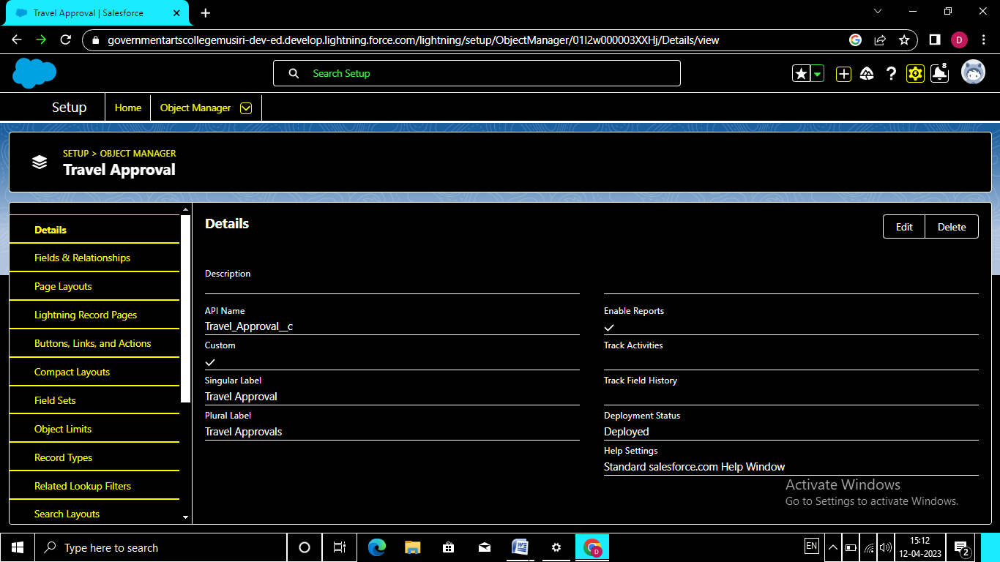 Travel Approval | Salesforce
governmentartscollegemusiri-dev-ed.develop.lightning.force.com/lightning/setup/ObjectManager/01I2w000003XXHj/Details/view
D
Search Setup
8
Setup
Home
Object Manager
SETUP > OBJECT MANAGER
Travel Approval
Details
Fields & Relationships
Page Layouts
Lightning Record Pages
Buttons, Links, and Actions
Compact Layouts
Field Sets
Object Limits
Record Types
Related Lookup Filters
Search Layouts
Details
Edit
Delete
Description
API Name
Travel_Approval__c
Custom
Singular Label
Travel Approval
Plural Label
Travel Approvals
Enable Reports
Track Activities
Track Field History
Deployment Status
Deployed
Help Settings
Standard salesforce.com Help Window
Activate Windows
Go to Settings to activate Windows.
Type here to search
D
EN
15:12
12-04-2023
2